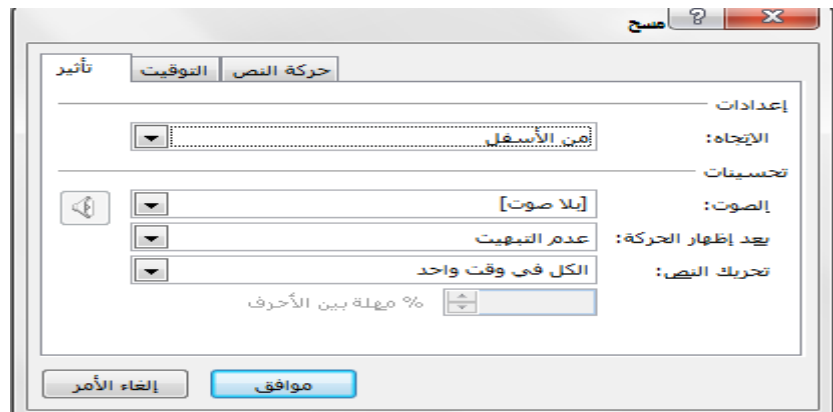 مسح
تأثير التوقيت حركة النص
إعدادات
الاتجاه: من الأسفل
تحسينات
الصوت: [بلا صوت]
بعد إظهار الحركة: عدم التبهيت
تحريك النص: الكل في وقت واحد
% مهلة بين الأحرف
موافق إلغاء الأمر